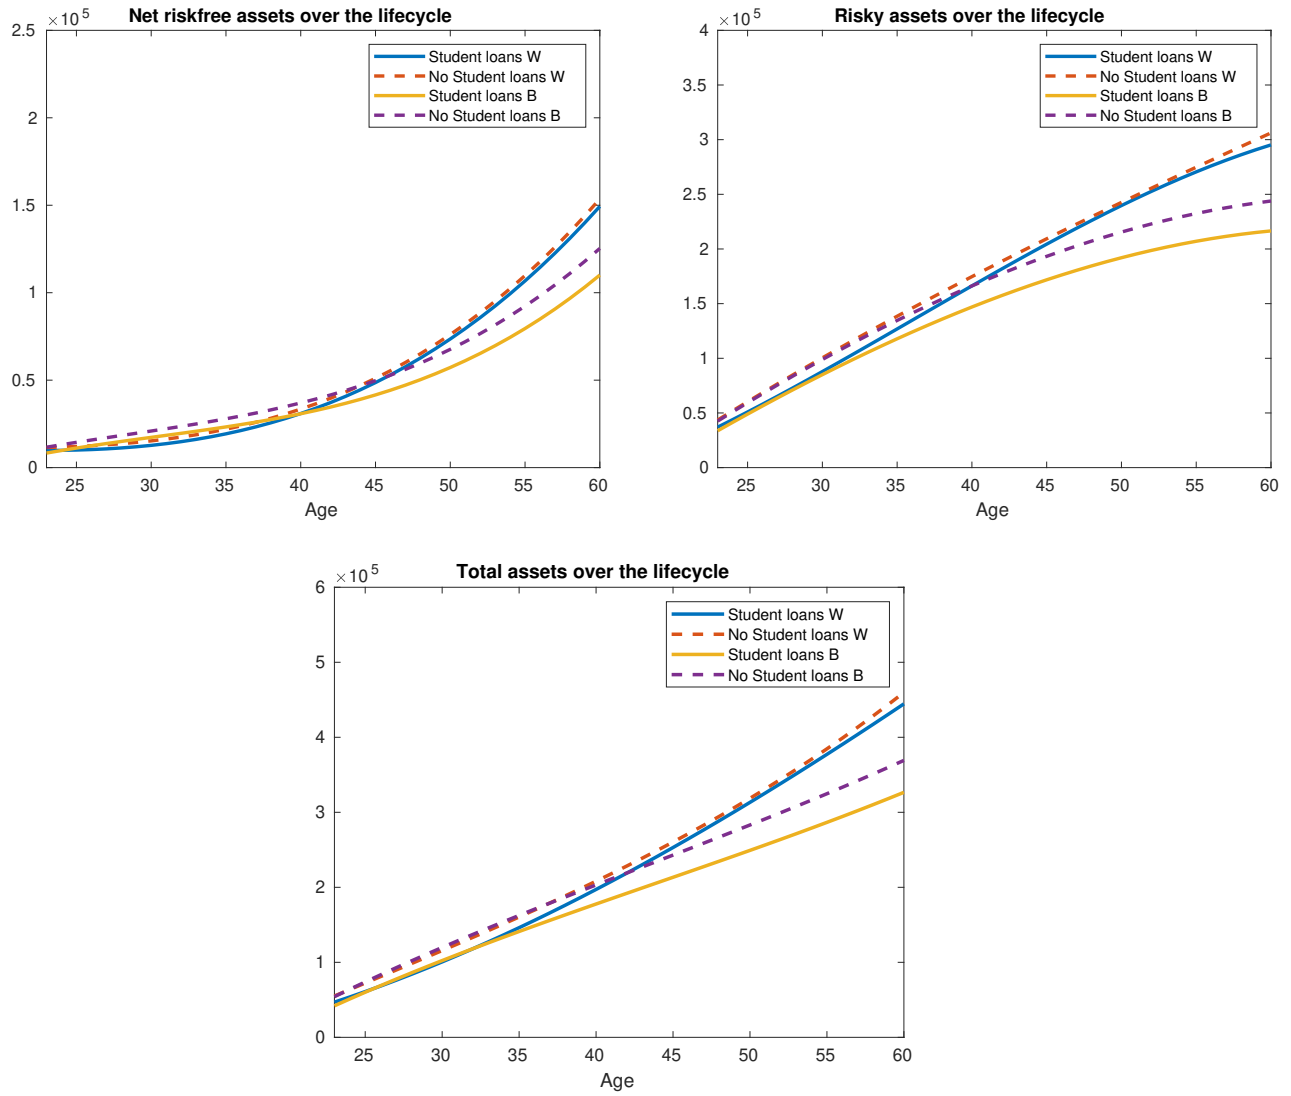 Net riskfree assets over the lifecycle
×10^5
2.5
2
1.5
1
0.5
0
25 30 35 40 45 50 55 60
Age
Student loans W
No Student loans W
Student loans B
No Student loans B
Risky assets over the lifecycle
×10^5
4
3.5
3
2.5
2
1.5
1
0.5
0
25 30 35 40 45 50 55 60
Age
Student loans W
No Student loans W
Student loans B
No Student loans B
Total assets over the lifecycle
×10^5
6
5
4
3
2
1
0
25 30 35 40 45 50 55 60
Age
Student loans W
No Student loans W
Student loans B
No Student loans B